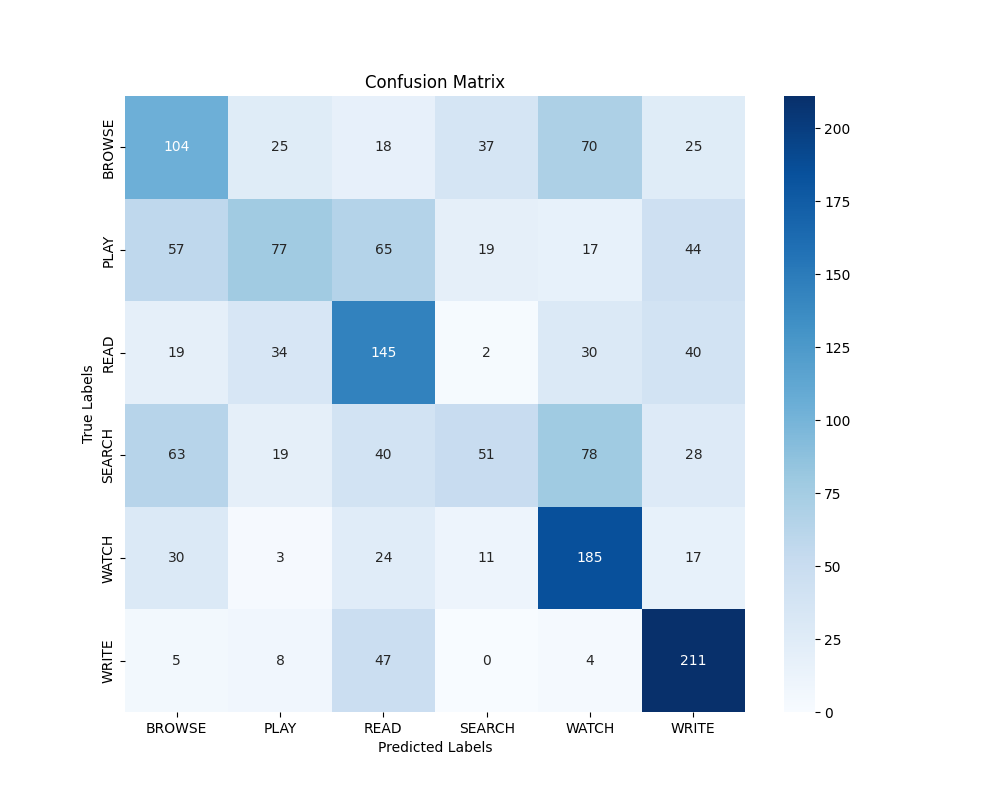 Confusion Matrix
BROWSE 104 25 18 37 70 25
PLAY 57 77 65 19 17 44
READ 19 34 145 2 30 40
SEARCH 63 19 40 51 78 28
WATCH 30 3 24 11 185 17
WRITE 5 8 47 0 4 211
BROWSE PLAY READ SEARCH WATCH WRITE
Predicted Labels
True Labels
200
175
150
125
100
75
50
25
0